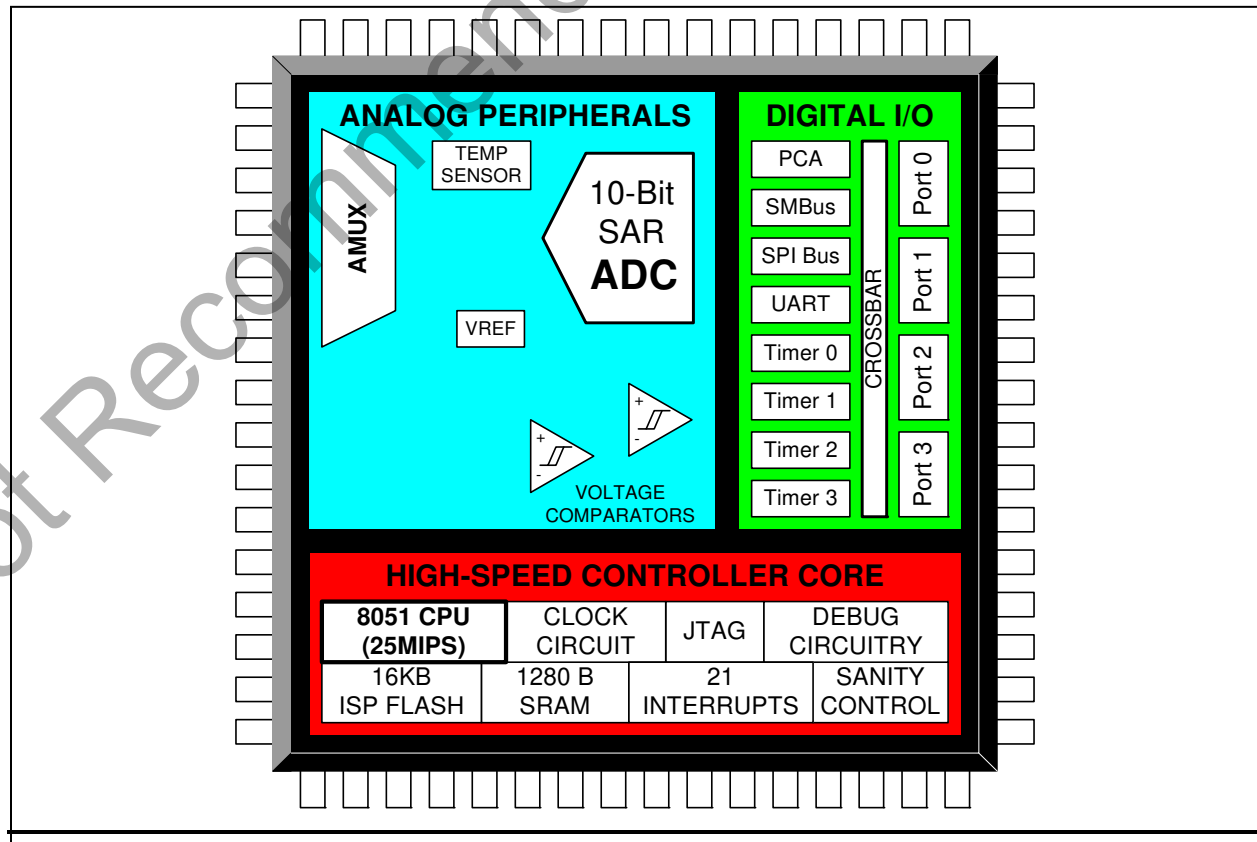 ot Recommend
ANALOG PERIPHERALS
TEMP
SENSOR
AMUX
10-Bit
SAR
ADC
VREF
+
-
+
-
VOLTAGE
COMPARATORS
DIGITAL I/O
PCA
SMBus
SPI Bus
UART
Timer 0
Timer 1
Timer 2
Timer 3
CROSSBAR
Port 0
Port 1
Port 2
Port 3
HIGH-SPEED CONTROLLER CORE
8051 CPU
(25MIPS)
CLOCK
CIRCUIT
JTAG
DEBUG
CIRCUITRY
16KB
ISP FLASH
1280 B
SRAM
21
INTERRUPTS
SANITY
CONTROL